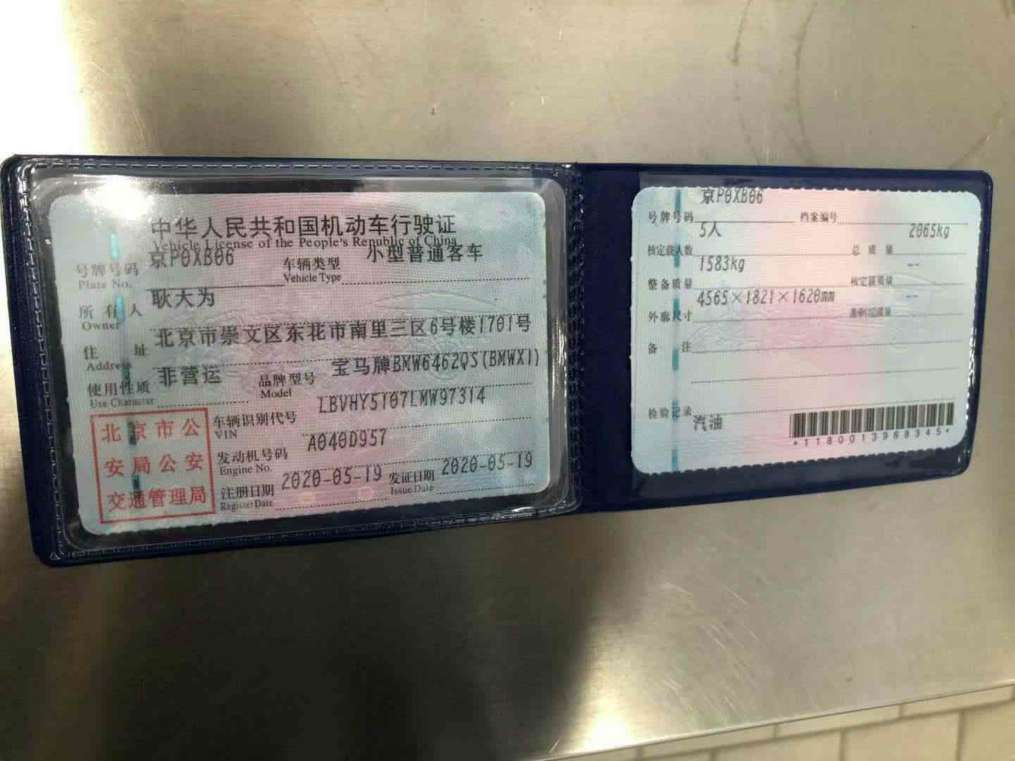 中华人民共和国机动车行驶证
Vehicle License of the People's Republic of China
号牌号码 京P0XB06 车辆类型 小型普通客车
Plate No. Vehicle Type
所有人 耿大为
Owner
住址 北京市崇文区东花市南里三区6号楼1701号
Address
使用性质 非营运 品牌型号 宝马牌BMW6462QS(BMWX1)
Use Character Model
北京市公安局公安交通管理局
车辆识别代号 LBVHY5107LMW97314
VIN
发动机号码 A040D957
Engine No.
注册日期 2020-05-19 发证日期 2020-05-19
Register Date Issue Date
号牌号码 京P0XB06 档案编号
核定载人数 5人 总质量 2065kg
整备质量 1583kg 核定载质量 --
外廓尺寸 4565×1821×1620mm 准牵引总质量 --
备注
检验记录
汽油
*1180013968345*